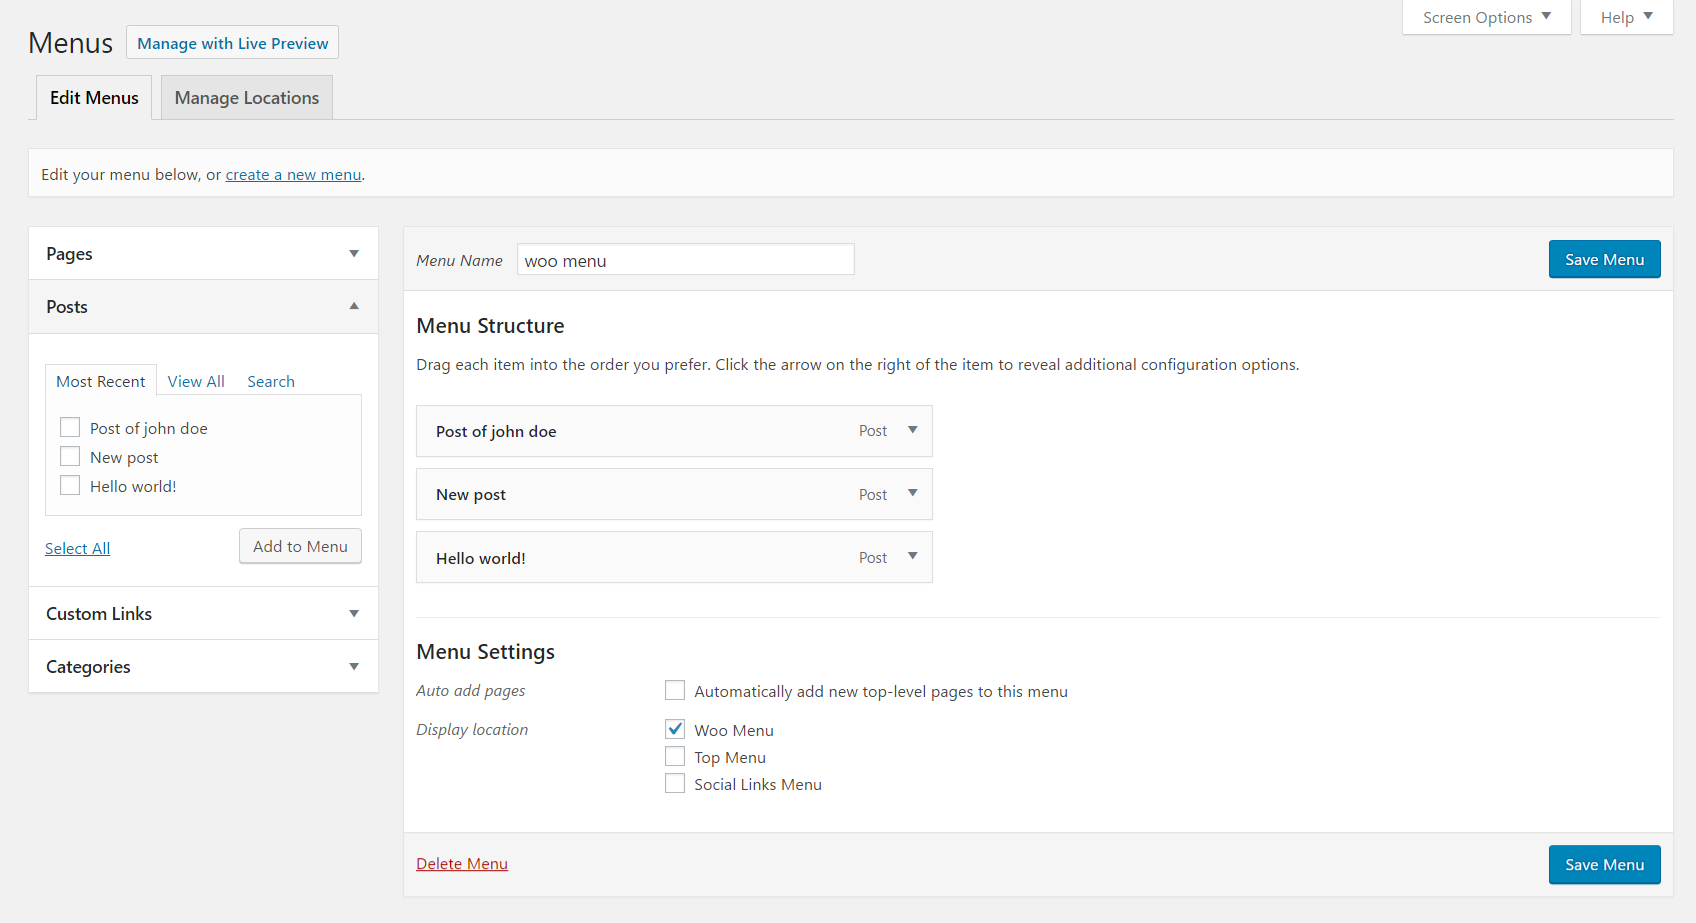 Screen Options
Help
Menus
Manage with Live Preview
Edit Menus
Manage Locations
Edit your menu below, or create a new menu.
Pages
Posts
Most Recent
View All
Search
Post of john doe
New post
Hello world!
Select All
Add to Menu
Custom Links
Categories
Menu Name
woo menu
Save Menu
Menu Structure
Drag each item into the order you prefer. Click the arrow on the right of the item to reveal additional configuration options.
Post of john doe
Post
New post
Post
Hello world!
Post
Menu Settings
Auto add pages
Automatically add new top-level pages to this menu
Display location
Woo Menu
Top Menu
Social Links Menu
Delete Menu
Save Menu